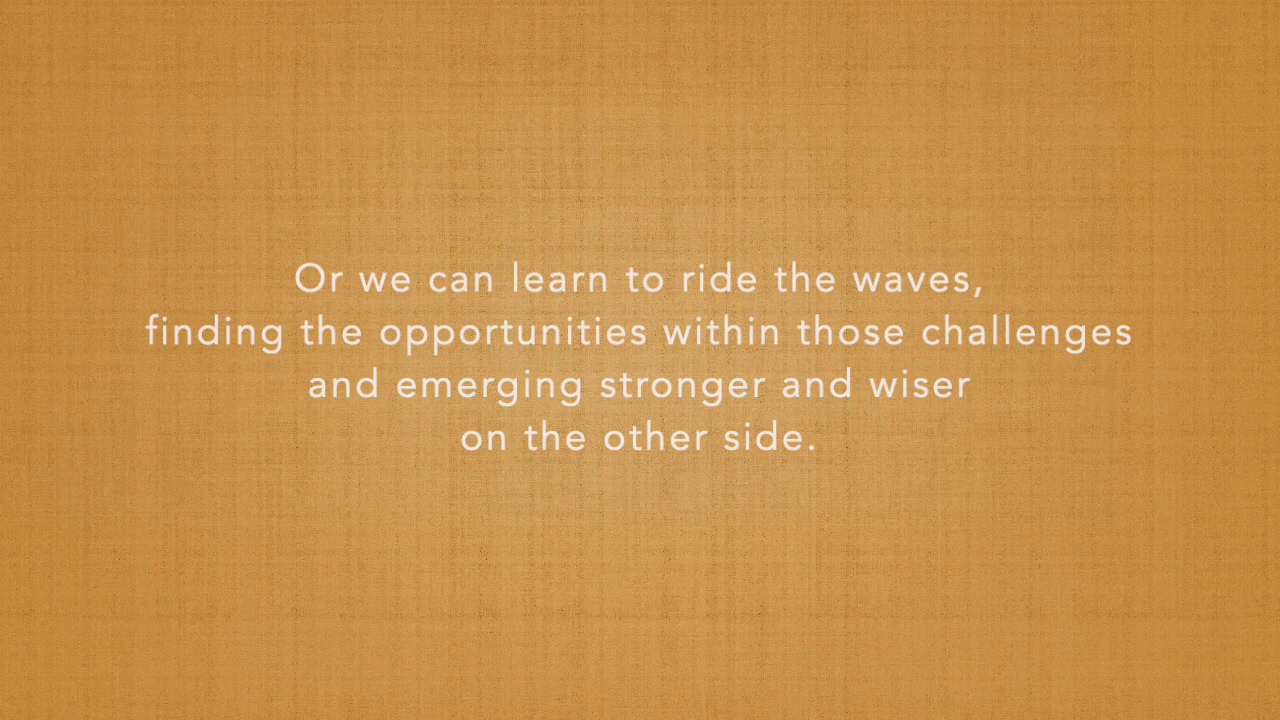 Or we can learn to ride the waves,
finding the opportunities within those challenges
and emerging stronger and wiser
on the other side.